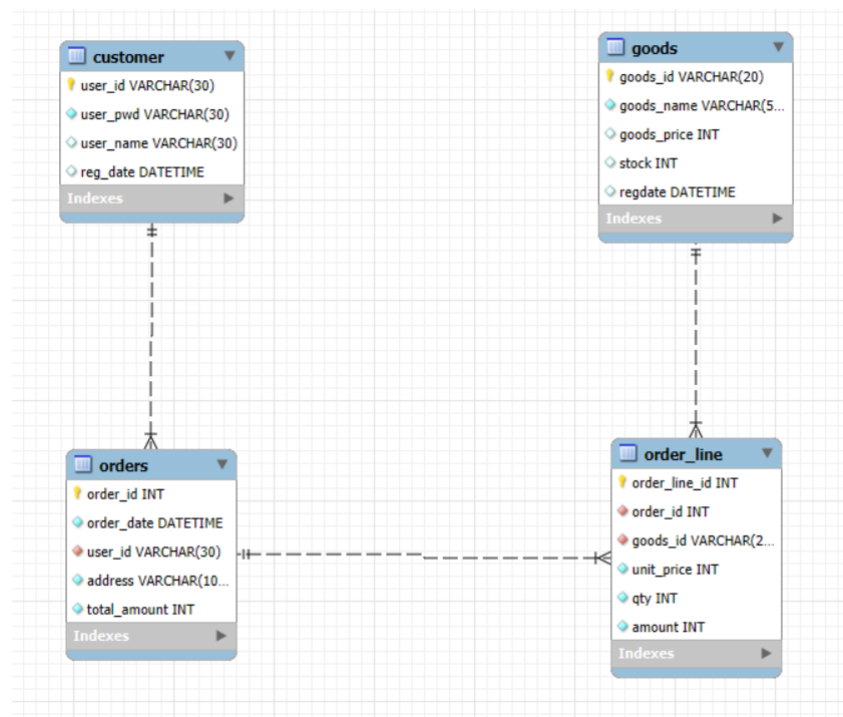 customer
user_id VARCHAR(30)
user_pwd VARCHAR(30)
user_name VARCHAR(30)
reg_date DATETIME
Indexes
goods
goods_id VARCHAR(20)
goods_name VARCHAR(5...
goods_price INT
stock INT
regdate DATETIME
Indexes
orders
order_id INT
order_date DATETIME
user_id VARCHAR(30)
address VARCHAR(10...
total_amount INT
Indexes
order_line
order_line_id INT
order_id INT
goods_id VARCHAR(2...
unit_price INT
qty INT
amount INT
Indexes